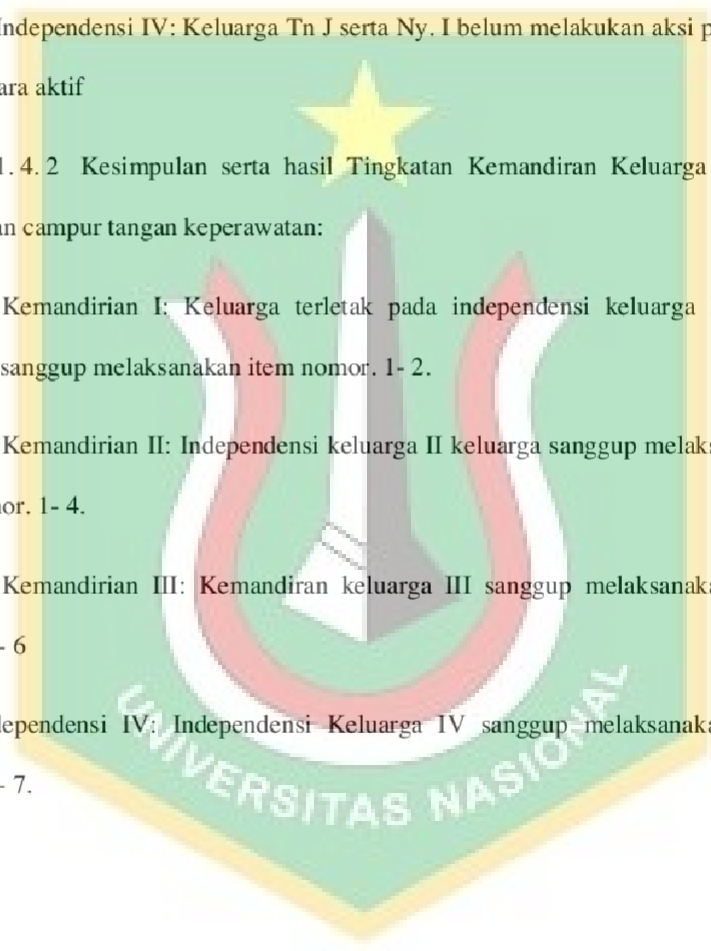 Independensi IV: Keluarga Tn J serta Ny. I belum melakukan aksi p
ara aktif
1. 4. 2 Kesimpulan serta hasil Tingkatan Kemandiran Keluarga
n campur tangan keperawatan:
Kemandirian I: Keluarga terletak pada independensi keluarga
sanggup melaksanakan item nomor. 1- 2.
Kemandirian II: Independensi keluarga II keluarga sanggup melaks
or. 1- 4.
Kemandirian III: Kemandiran keluarga III sanggup melaksanaka
- 6
dependensi IV: Independensi Keluarga IV sanggup melaksanaka
- 7.
UNIVERSITAS NASIONAL